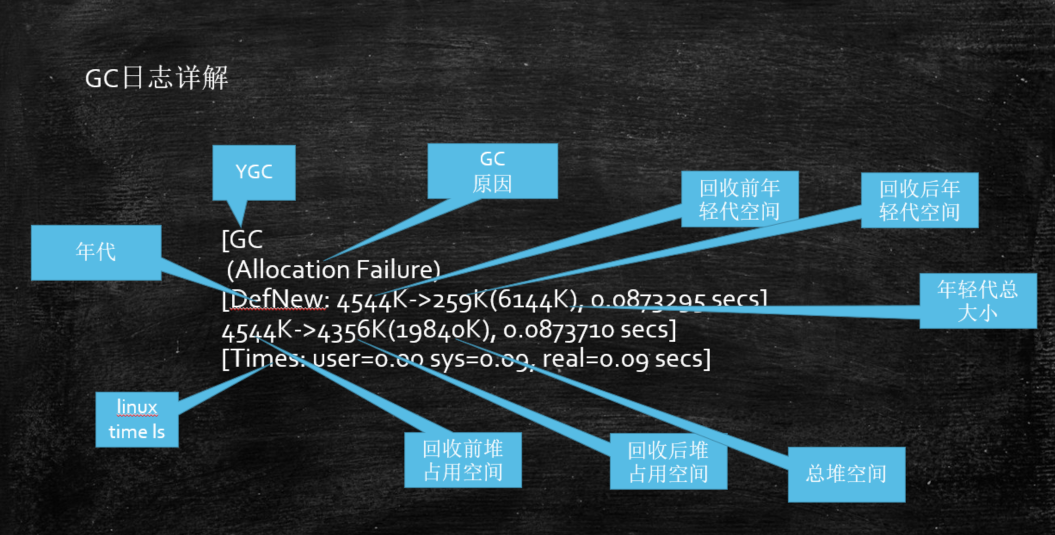 GC日志详解
YGC
GC
原因
回收前年
轻代空间
回收后年
轻代空间
年代
[GC
(Allocation Failure)
[DefNew: 4544K->259K(6144K), 0.0873295 secs]
4544K->4356K(19840K), 0.0873710 secs]
[Times: user=0.00 sys=0.09, real=0.09 secs]
年轻代总
大小
linux
time ls
回收前堆
占用空间
回收后堆
占用空间
总堆空间